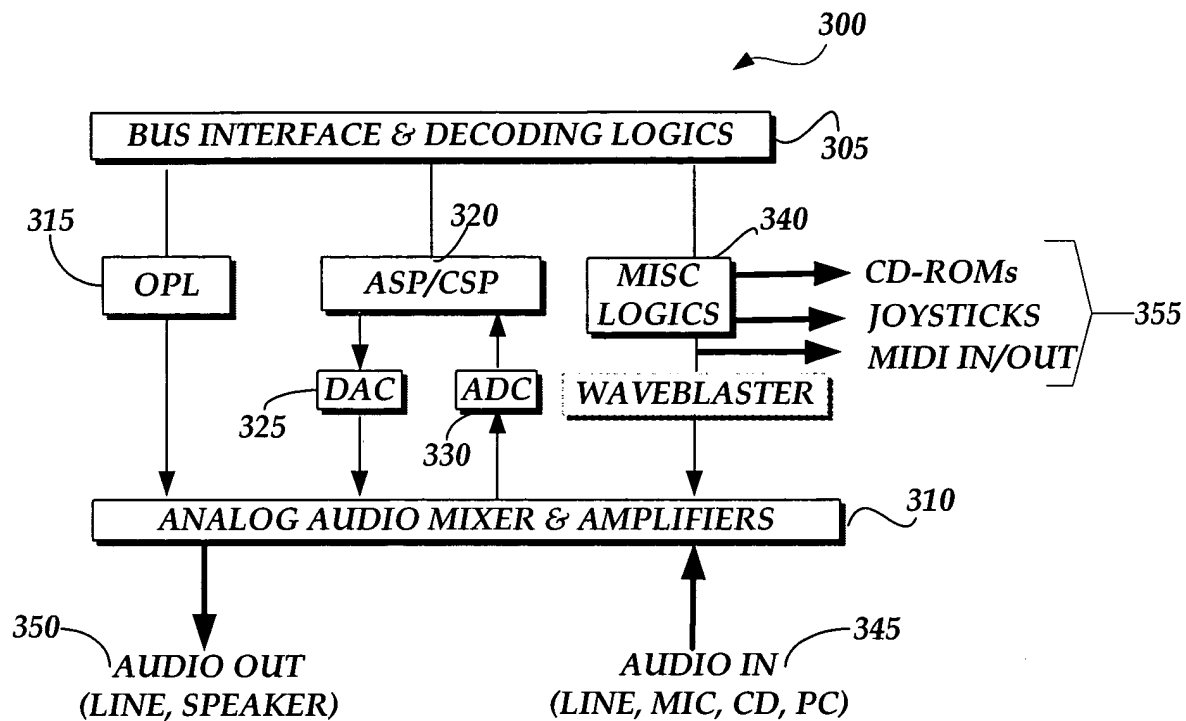 300
BUS INTERFACE & DECODING LOGICS
305
315
320
340
OPL
ASP/CSP
MISC
LOGICS
CD-ROMs
JOYSTICKS
MIDI IN/OUT
355
DAC
ADC
WAVEBLASTER
325
330
ANALOG AUDIO MIXER & AMPLIFIERS
310
350
345
AUDIO OUT
(LINE, SPEAKER)
AUDIO IN
(LINE, MIC, CD, PC)